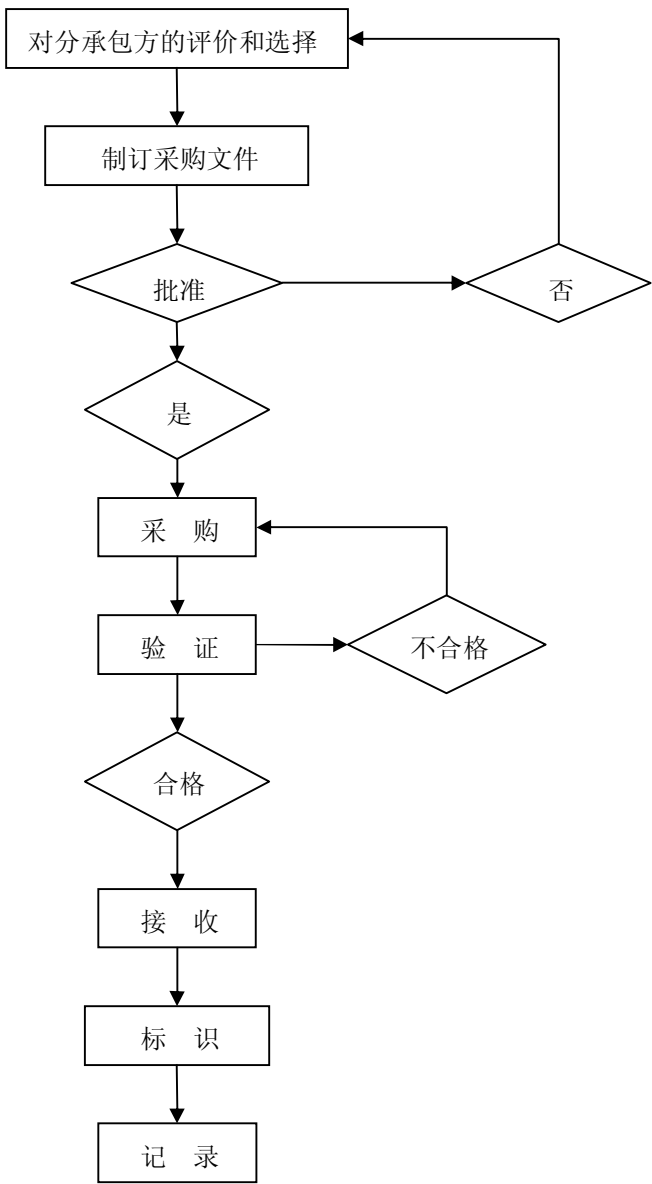 对分承包方的评价和选择
制订采购文件
批准
否
是
采 购
验 证
不合格
合格
接 收
标 识
记 录